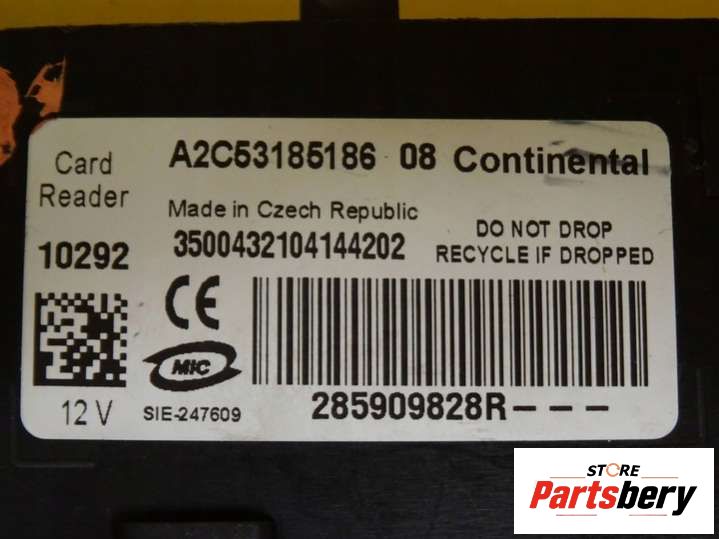 Card
Reader
A2C53185186 08 Continental
Made in Czech Republic
10292
3500432104144202
DO NOT DROP
RECYCLE IF DROPPED
CE
MIC
12 V
SIE-247609
285909828R---
STORE
Partsbery